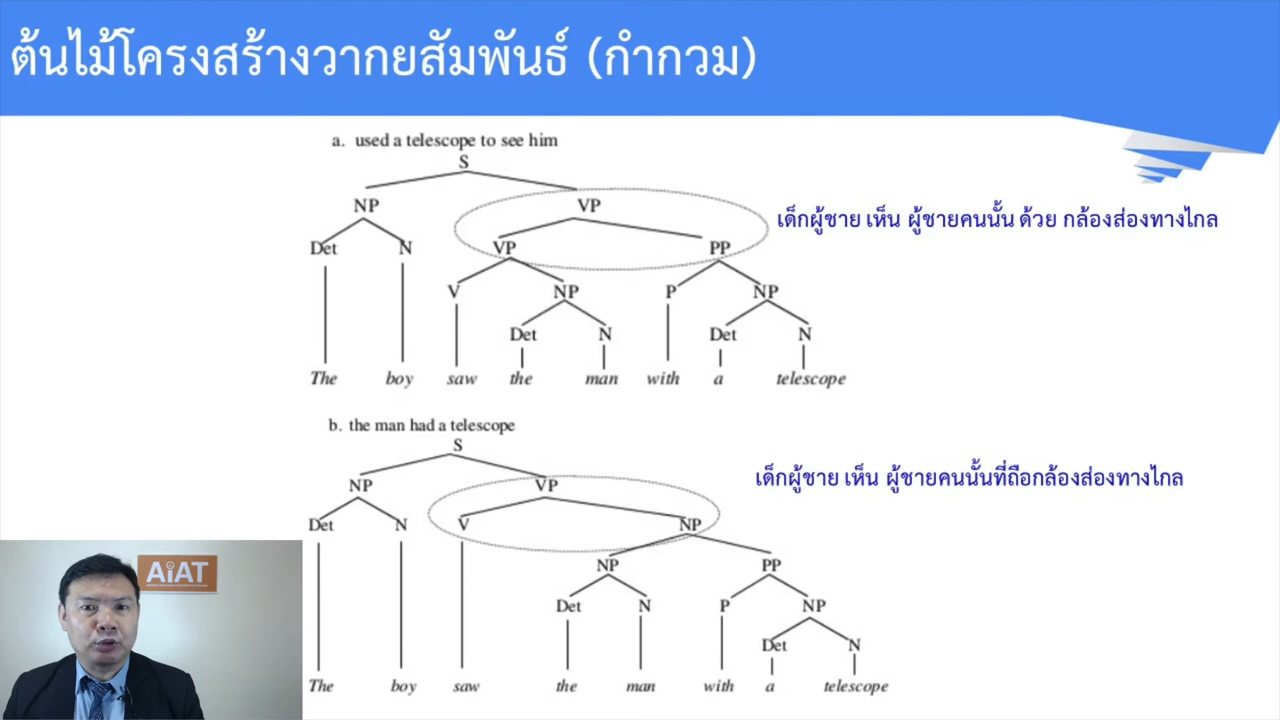 ต้นไม้โครงสร้างวากยสัมพันธ์ (กำกวม)
a. used a telescope to see him
S
NP VP
เด็กผู้ชาย เห็น ผู้ชายคนนั้น ด้วย กล้องส่องทางไกล
Det N VP PP
V NP P NP
Det N Det N
The boy saw the man with a telescope
b. the man had a telescope
S
NP VP
เด็กผู้ชาย เห็น ผู้ชายคนนั้นที่ถือกล้องส่องทางไกล
Det N V NP
NP PP
Det N P NP
Det N
The boy saw the man with a telescope
AiAT